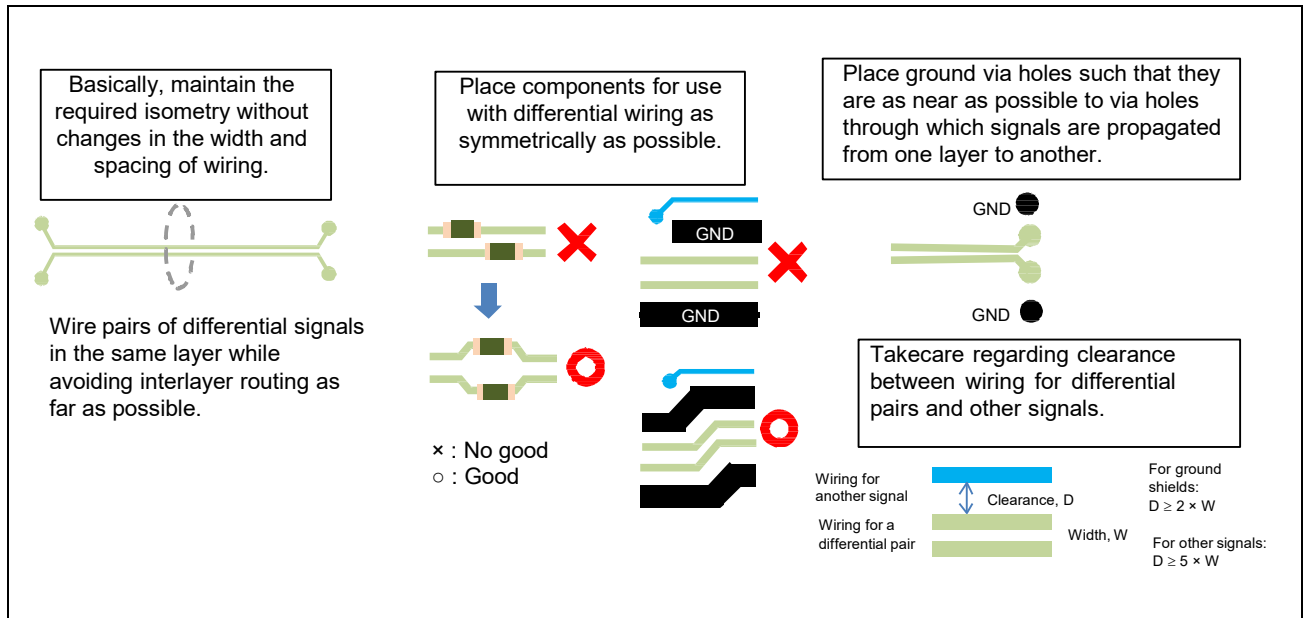 Basically, maintain the
required isometry without
changes in the width and
spacing of wiring.
Wire pairs of differential signals
in the same layer while
avoiding interlayer routing as
far as possible.
Place components for use
with differential wiring as
symmetrically as possible.
GND
GND
× : No good
○ : Good
Place ground via holes such that they
are as near as possible to via holes
through which signals are propagated
from one layer to another.
GND
GND
Takecare regarding clearance
between wiring for differential
pairs and other signals.
Wiring for
another signal
Clearance, D
Wiring for a
differential pair
Width, W
For ground
shields:
D ≥ 2 × W
For other signals:
D ≥ 5 × W